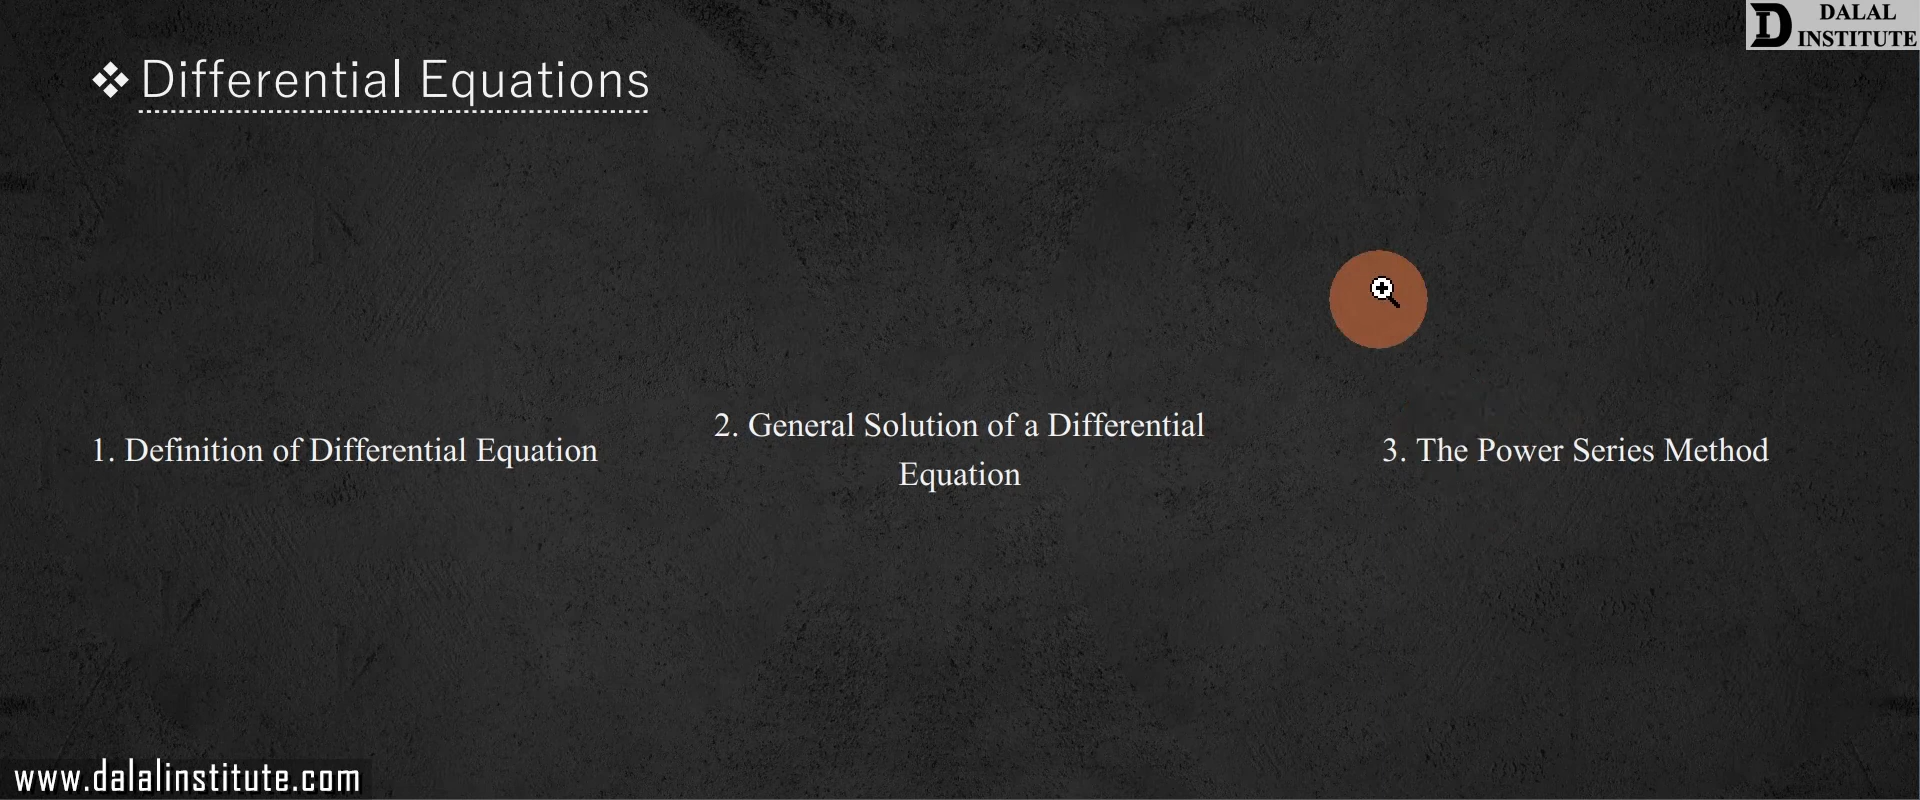 DALAL
INSTITUTE
❖ Differential Equations
1. Definition of Differential Equation
2. General Solution of a Differential
Equation
3. The Power Series Method
www.dalalinstitute.com